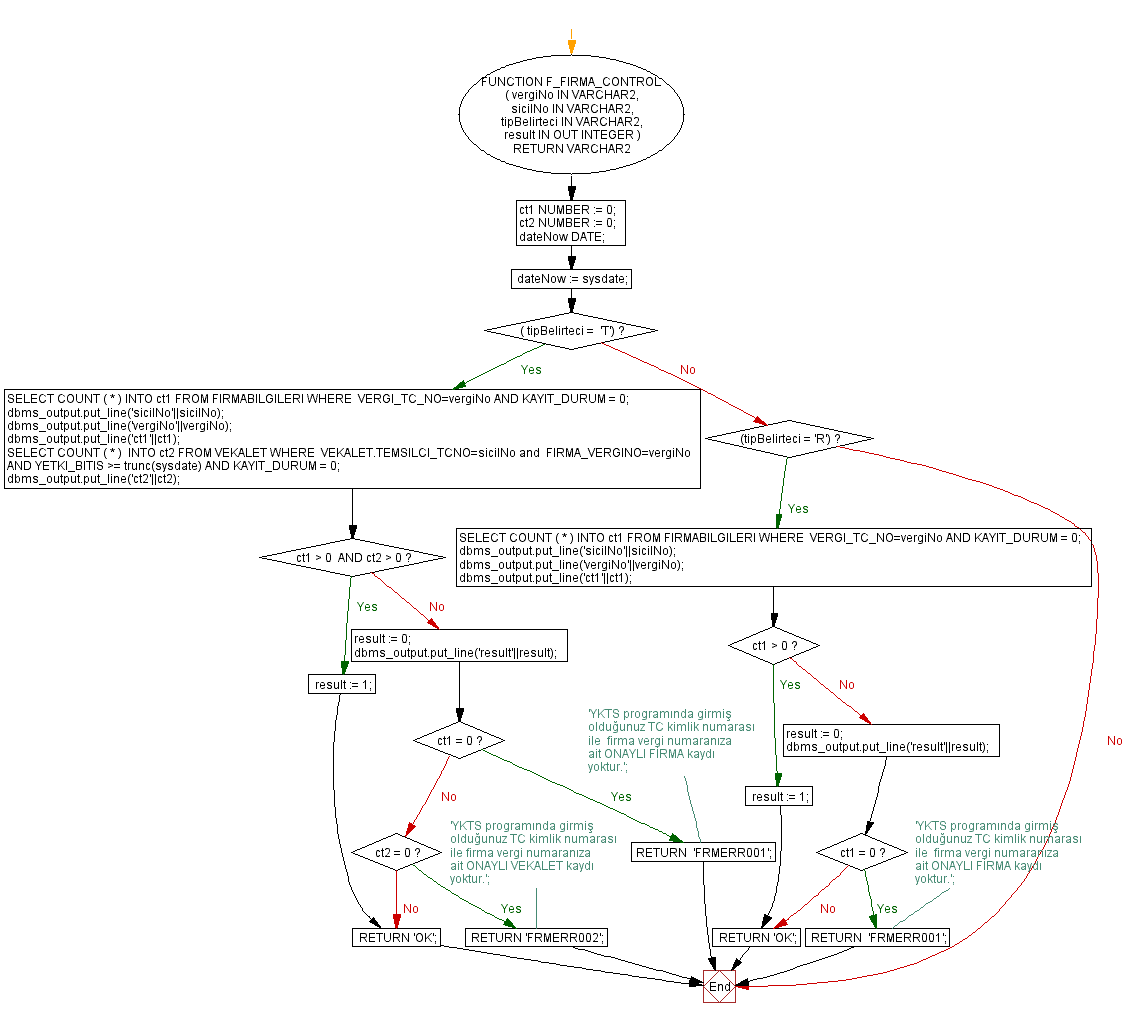 FUNCTION F_FIRMA_CONTROL
( vergiNo IN VARCHAR2,
sicilNo IN VARCHAR2,
tipBelirteci IN VARCHAR2,
result IN OUT INTEGER )
RETURN VARCHAR2
ct1 NUMBER := 0;
ct2 NUMBER := 0;
dateNow DATE;
dateNow := sysdate;
( tipBelirteci = 'T') ?
Yes
No
SELECT COUNT ( * ) INTO ct1 FROM FIRMABILGILERI WHERE VERGI_TC_NO=vergiNo AND KAYIT_DURUM = 0;
dbms_output.put_line('sicilNo'||sicilNo);
dbms_output.put_line('vergiNo'||vergiNo);
dbms_output.put_line('ct1'||ct1);
SELECT COUNT ( * ) INTO ct2 FROM VEKALET WHERE VEKALET.TEMSILCI_TCNO=sicilNo and FIRMA_VERGINO=vergiNo
AND YETKI_BITIS >= trunc(sysdate) AND KAYIT_DURUM = 0;
dbms_output.put_line('ct2'||ct2);
(tipBelirteci = 'R') ?
Yes
No
SELECT COUNT ( * ) INTO ct1 FROM FIRMABILGILERI WHERE VERGI_TC_NO=vergiNo AND KAYIT_DURUM = 0;
dbms_output.put_line('sicilNo'||sicilNo);
dbms_output.put_line('vergiNo'||vergiNo);
dbms_output.put_line('ct1'||ct1);
ct1 > 0 AND ct2 > 0 ?
Yes
No
result := 0;
dbms_output.put_line('result'||result);
result := 1;
ct1 > 0 ?
Yes
No
result := 0;
dbms_output.put_line('result'||result);
result := 1;
ct1 = 0 ?
No
Yes
'YKTS programında girmiş
olduğunuz TC kimlik numarası
ile firma vergi numaranıza
ait ONAYLI FİRMA kaydı
yoktur.';
ct2 = 0 ?
No
Yes
'YKTS programında girmiş
olduğunuz TC kimlik numarası
ile firma vergi numaranıza
ait ONAYLI VEKALET kaydı
yoktur.';
RETURN 'FRMERR001';
ct1 = 0 ?
No
Yes
'YKTS programında girmiş
olduğunuz TC kimlik numarası
ile firma vergi numaranıza
ait ONAYLI FİRMA kaydı
yoktur.';
RETURN 'OK';
RETURN 'FRMERR002';
RETURN 'OK';
RETURN 'FRMERR001';
End